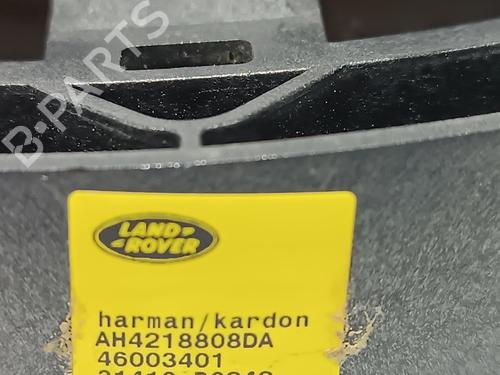 B-PARTS
LAND
ROVER
harman/kardon
AH4218808DA
46003401